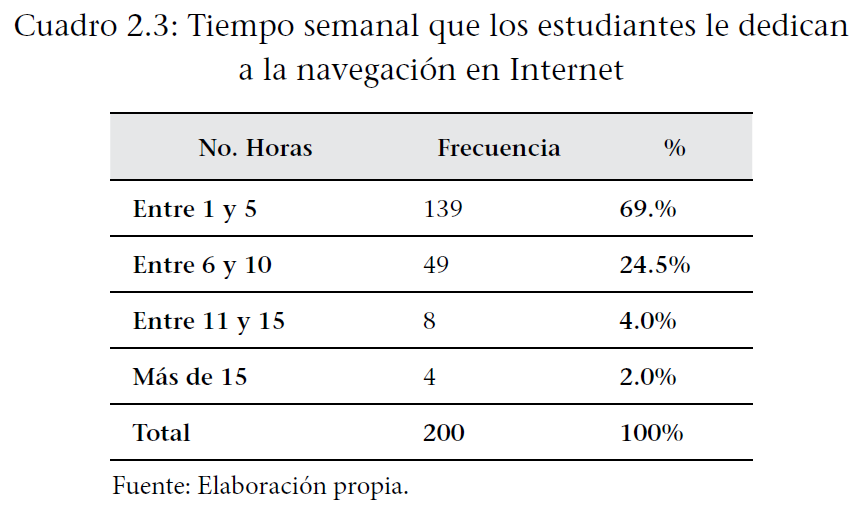 Cuadro 2.3: Tiempo semanal que los estudiantes le dedican
a la navegación en Internet
No. Horas Frecuencia %
Entre 1 y 5 139 69.%
Entre 6 y 10 49 24.5%
Entre 11 y 15 8 4.0%
Más de 15 4 2.0%
Total 200 100%
Fuente: Elaboración propia.